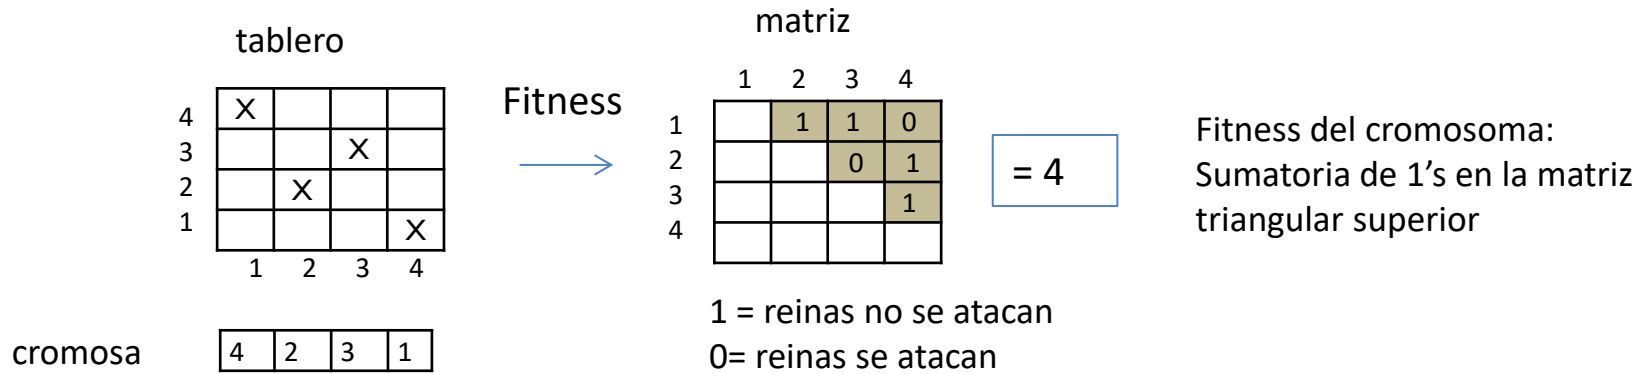 tablero
4 X
3 X
2 X
1 X
1 2 3 4
cromosa 4 2 3 1
Fitness
matriz
1 2 3 4
1 1 1 0
2 0 1
3 1
4
1 = reinas no se atacan
0= reinas se atacan
= 4
Fitness del cromosoma:
Sumatoria de 1's en la matriz
triangular superior